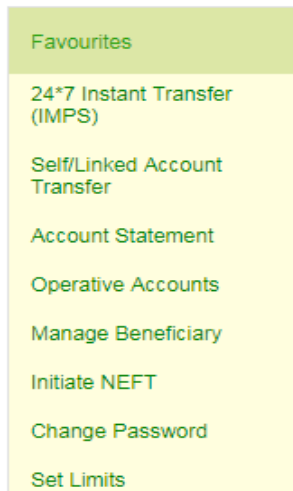 Favourites
24*7 Instant Transfer
(IMPS)
Self/Linked Account
Transfer
Account Statement
Operative Accounts
Manage Beneficiary
Initiate NEFT
Change Password
Set Limits